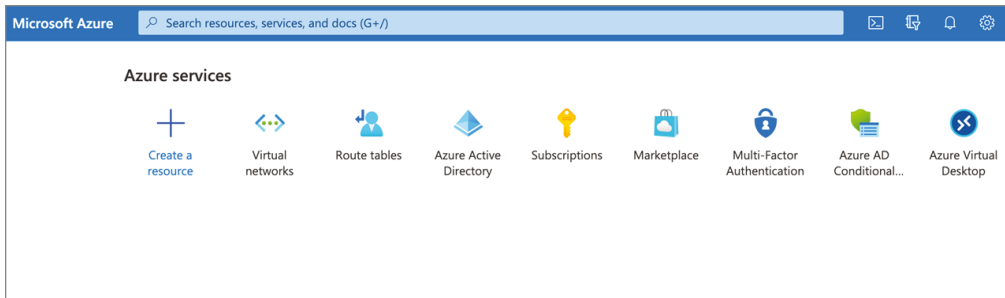 Microsoft Azure
Search resources, services, and docs (G+/)
Azure services
Create a
resource
Virtual
networks
Route tables
Azure Active
Directory
Subscriptions
Marketplace
Multi-Factor
Authentication
Azure AD
Conditional...
Azure Virtual
Desktop